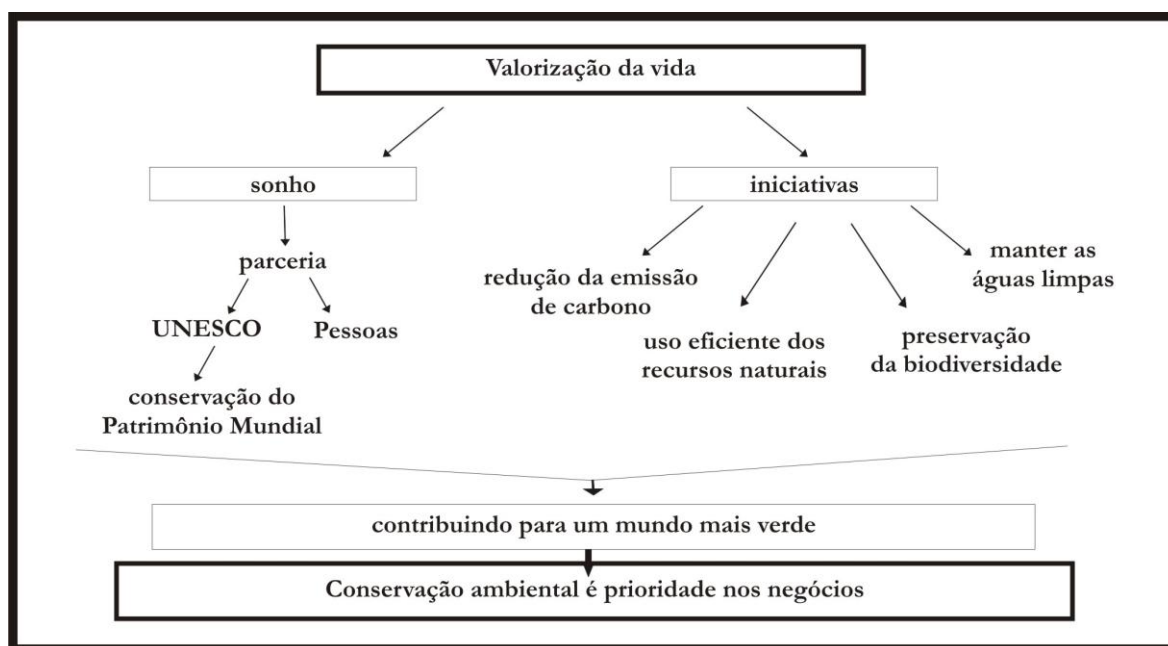 Valorização da vida
sonho
iniciativas
parceria
UNESCO
Pessoas
conservação do
Patrimônio Mundial
redução da emissão
de carbono
uso eficiente dos
recursos naturais
preservação
da biodiversidade
manter as
águas limpas
contribuindo para um mundo mais verde
Conservação ambiental é prioridade nos negócios